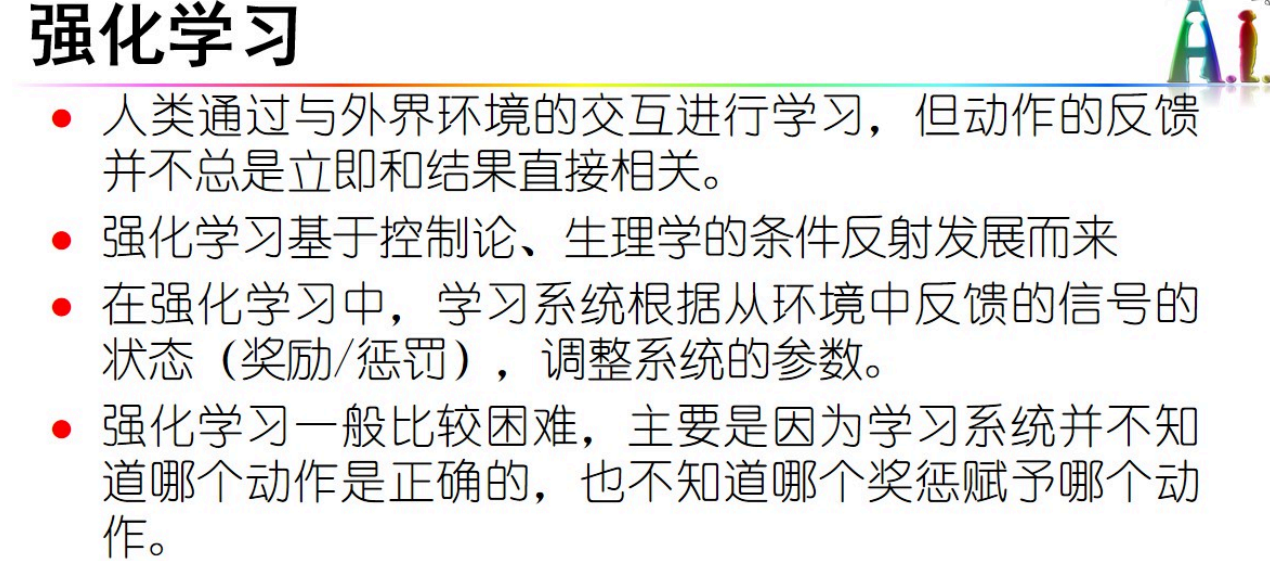 强化学习
A.I.
人类通过与外界环境的交互进行学习，但动作的反馈
并不总是立即和结果直接相关。
强化学习基于控制论、生理学的条件反射发展而来
在强化学习中，学习系统根据从环境中反馈的信号的
状态（奖励/惩罚），调整系统的参数。
强化学习一般比较困难，主要是因为学习系统并不知
道哪个动作是正确的，也不知道哪个奖惩赋予哪个动
作。